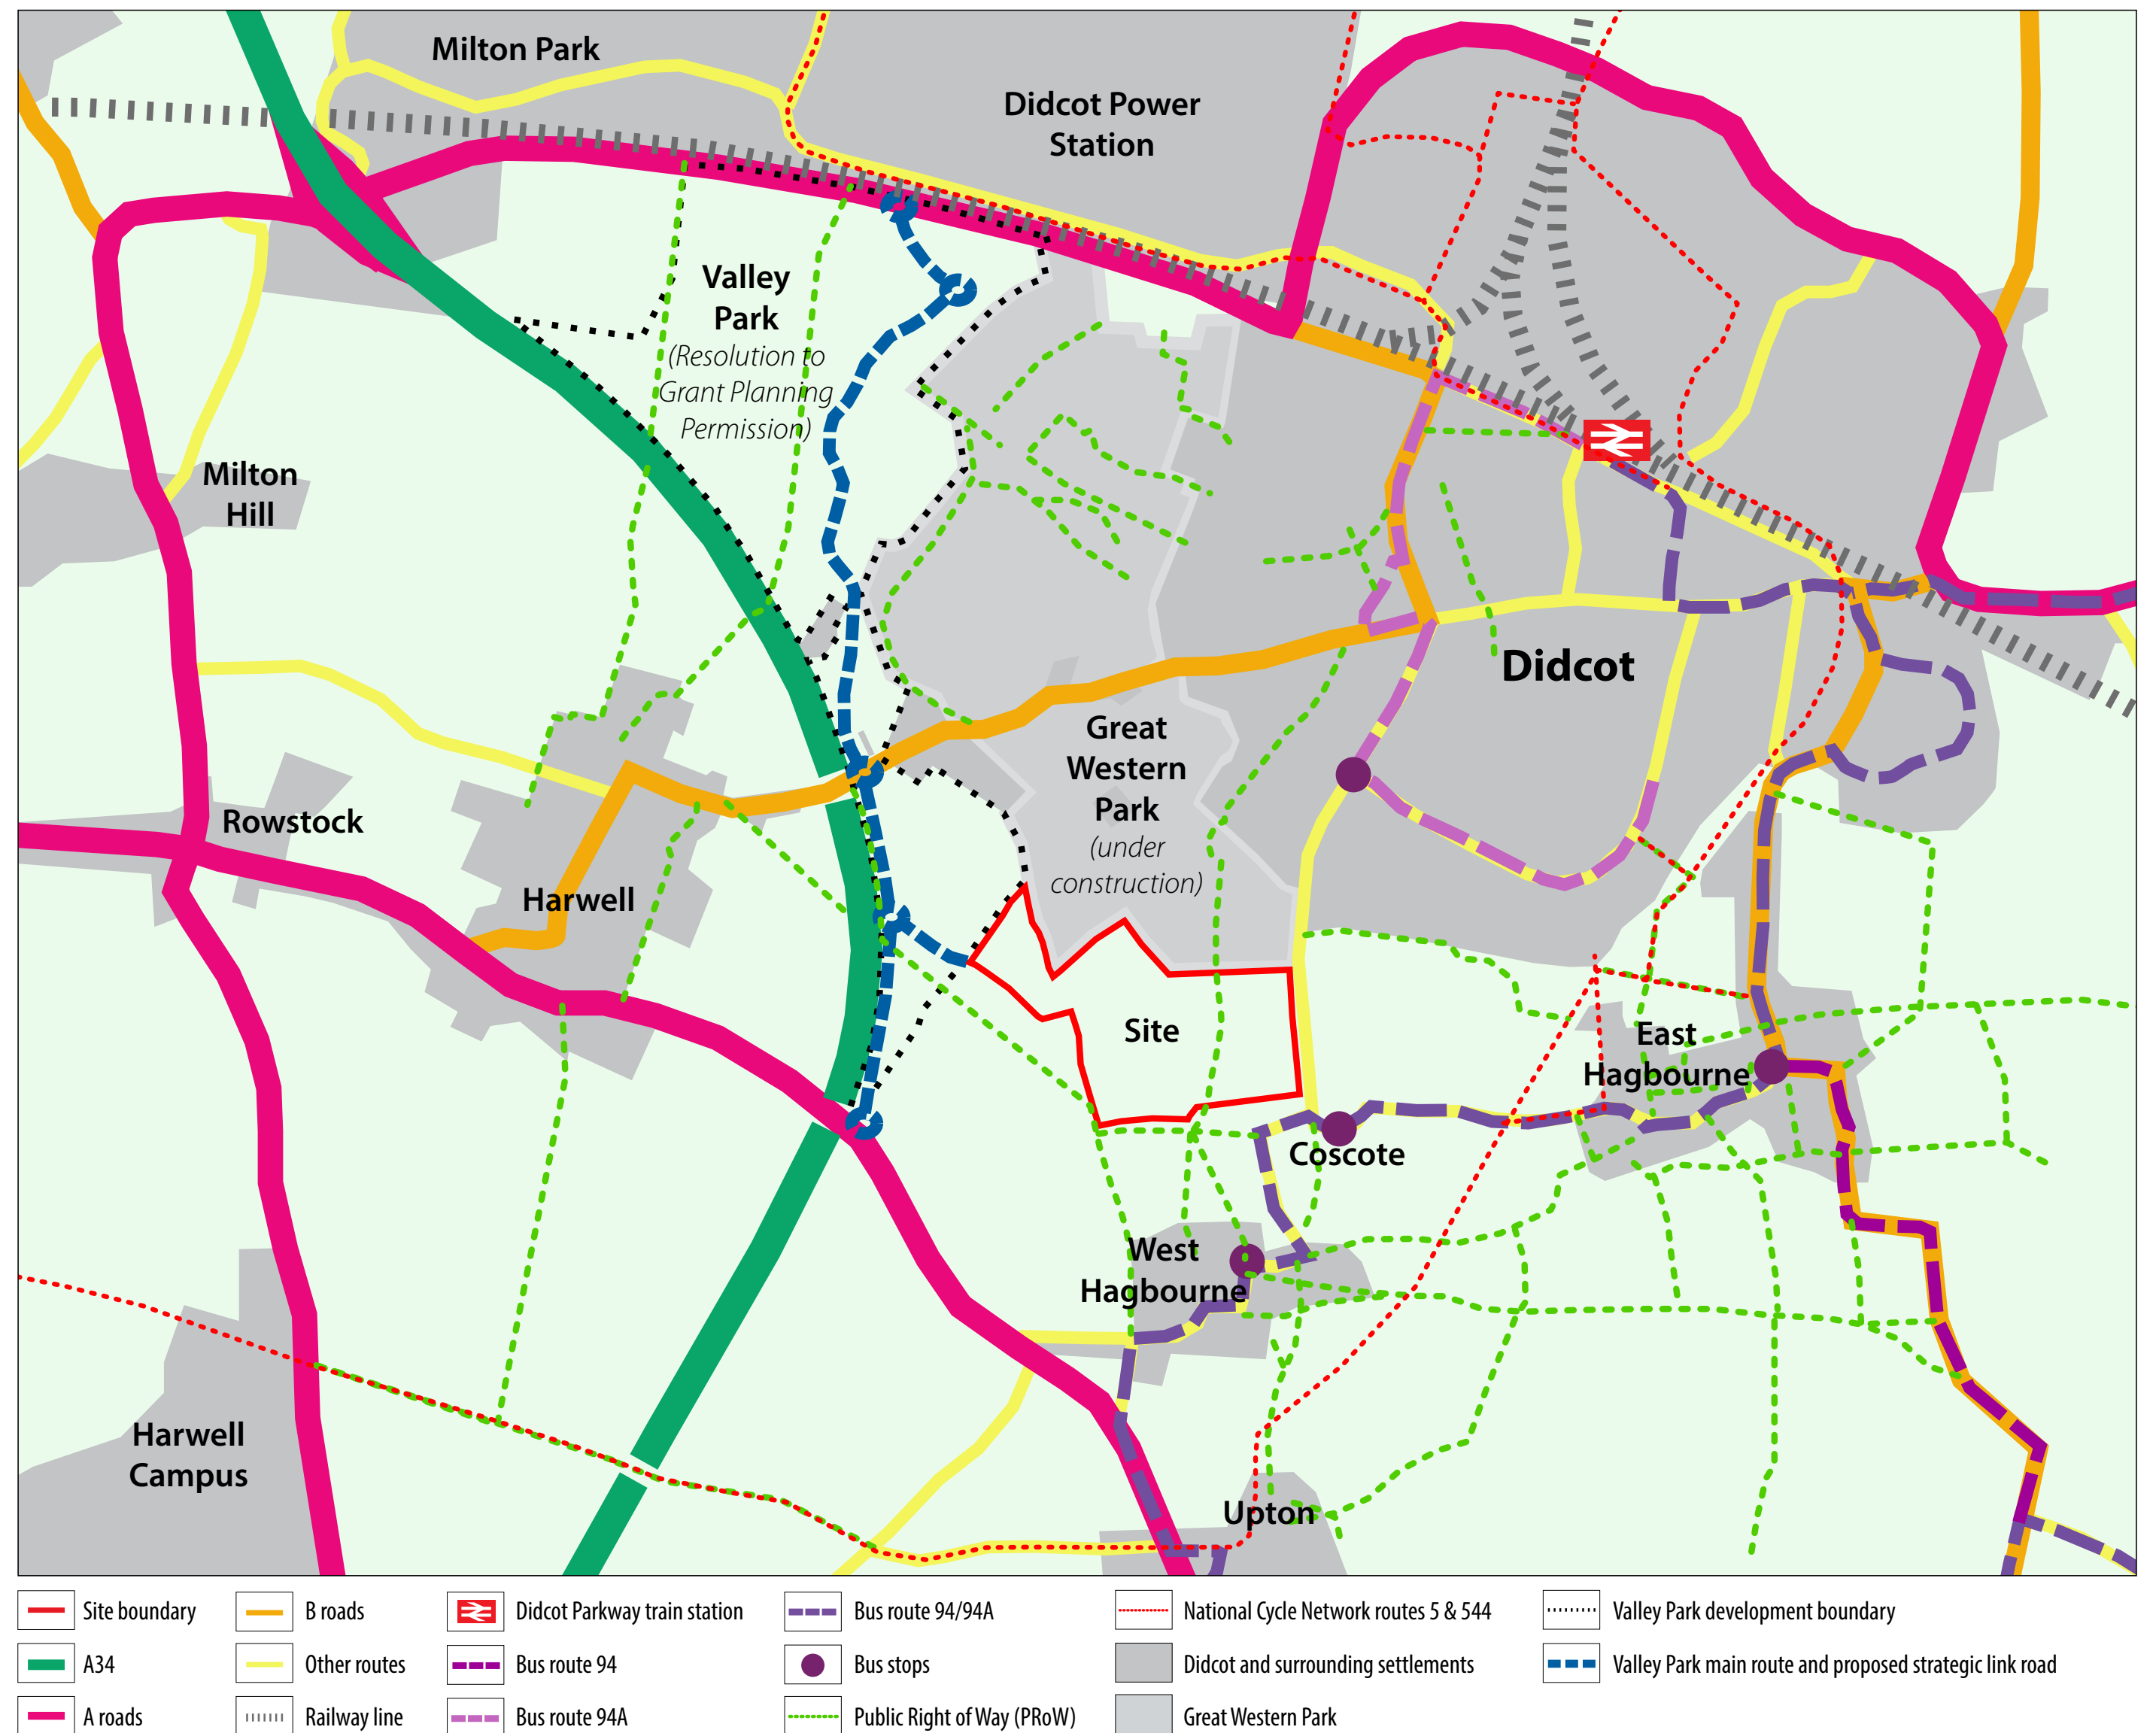 Milton Park
Didcot Power
Station
Valley
Park
(Resolution to
Grant Planning
Permission)
Milton
Hill
Didcot
Great
Western
Park
(under
construction)
Rowstock
Harwell
Site
East
Hagbourne
Coscote
West
Hagbourne
Harwell
Campus
Upton
Site boundary
B roads
Didcot Parkway train station
Bus route 94/94A
National Cycle Network routes 5 & 544
Valley Park development boundary
A34
Other routes
Bus route 94
Bus stops
Didcot and surrounding settlements
Valley Park main route and proposed strategic link road
A roads
Railway line
Bus route 94A
Public Right of Way (PRoW)
Great Western Park